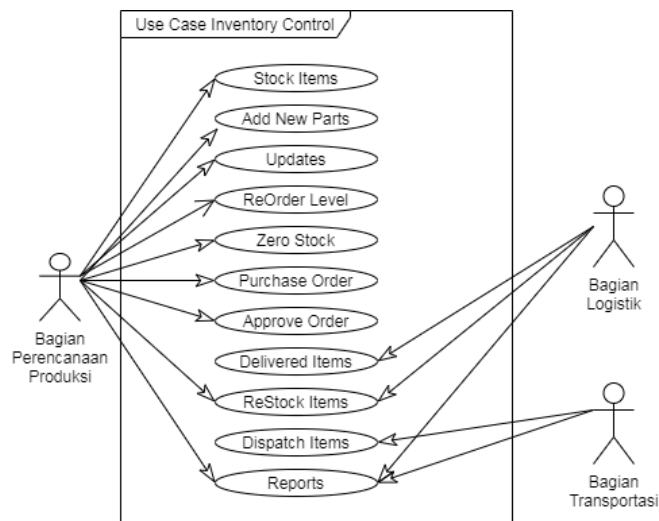 Use Case Inventory Control
Stock Items
Add New Parts
Updates
ReOrder Level
Zero Stock
Purchase Order
Approve Order
Delivered Items
ReStock Items
Dispatch Items
Reports
Bagian
Perencanaan
Produksi
Bagian
Logistik
Bagian
Transportasi